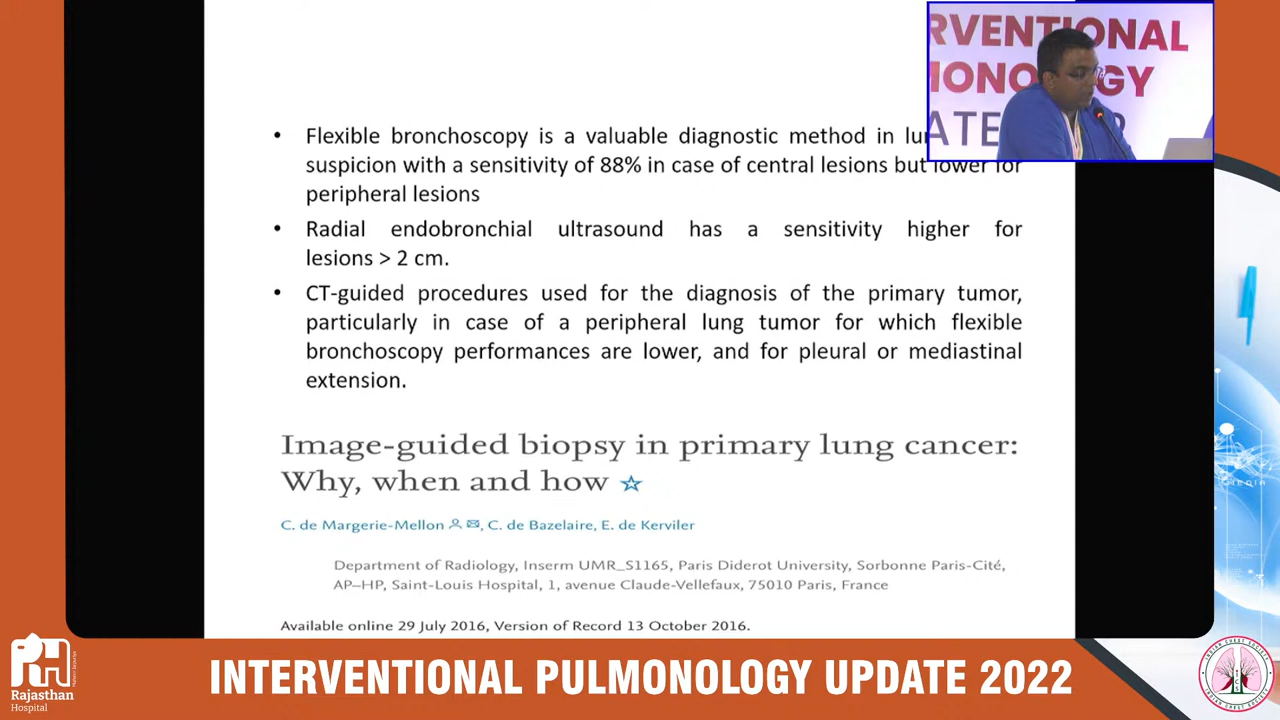 RVENTIONAL
GY
ATE
• Flexible bronchoscopy is a valuable diagnostic method in
suspicion with a sensitivity of 88% in case of central lesions but lower for
peripheral lesions
• Radial endobronchial ultrasound has a sensitivity higher for
lesions > 2 cm.
• CT-guided procedures used for the diagnosis of the primary tumor,
particularly in case of a peripheral lung tumor for which flexible
bronchoscopy performances are lower, and for pleural or mediastinal
extension.
Image-guided biopsy in primary lung cancer:
Why, when and how
C. de Margerie-Mellon, C. de Bazelaire, E. de Kerviler
Department of Radiology, Inserm UMR_S1165, Paris Diderot University, Sorbonne Paris-Cité,
AP–HP, Saint-Louis Hospital, 1, avenue Claude-Vellefaux, 75010 Paris, France
Available online 29 July 2016, Version of Record 13 October 2016.
Rajasthan
Hospital
INTERVENTIONAL PULMONOLOGY UPDATE 2022
INDIAN CHEST SOCIETY